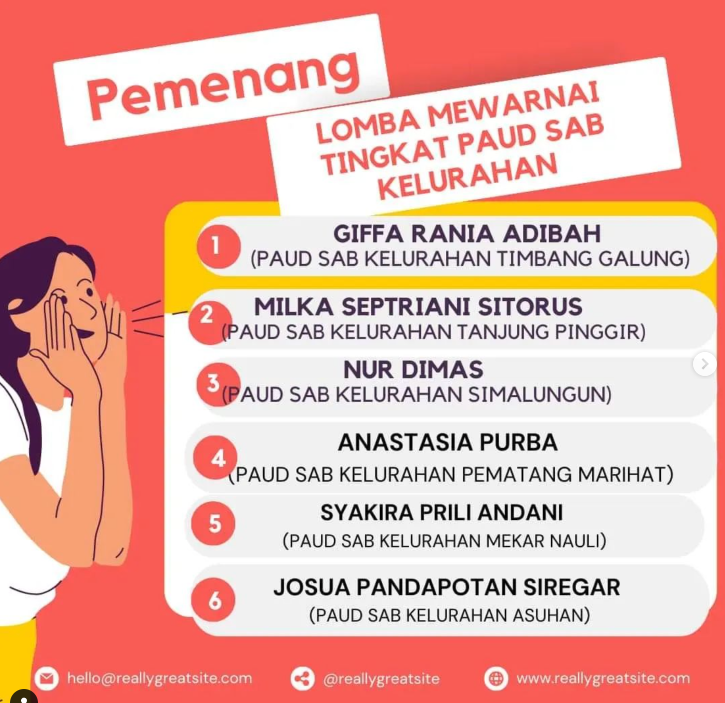 Pemenang
LOMBA MEWARNAI
TINGKAT PAUD SAB
KELURAHAN
1
GIFFA RANIA ADIBAH
(PAUD SAB KELURAHAN TIMBANG GALUNG)
2
MILKA SEPTRIANI SITORUS
(PAUD SAB KELURAHAN TANJUNG PINGGIR)
3
NUR DIMAS
(PAUD SAB KELURAHAN SIMALUNGUN)
4
ANASTASIA PURBA
(PAUD SAB KELURAHAN PEMATANG MARIHAT)
5
SYAKIRA PRILI ANDANI
(PAUD SAB KELURAHAN MEKAR NAULI)
6
JOSUA PANDAPOTAN SIREGAR
(PAUD SAB KELURAHAN ASUHAN)
hello@reallygreatsite.com
@reallygreatsite
www.reallygreatsite.com